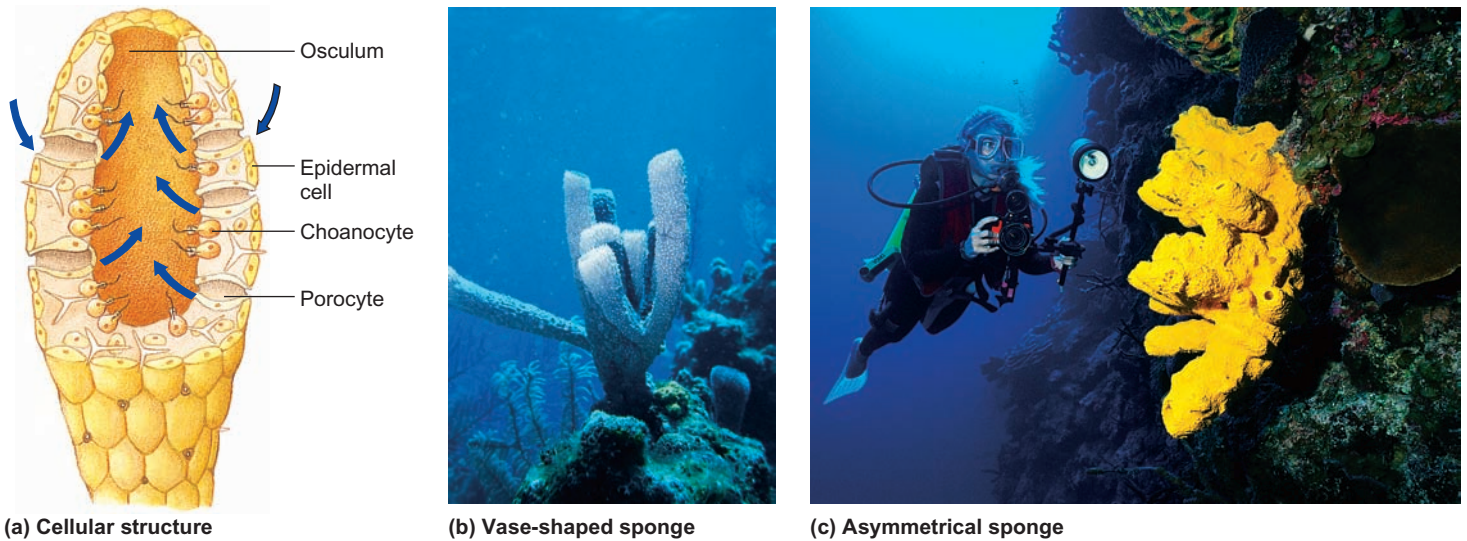 Osculum
Epidermal
cell
Choanocyte
Porocyte
(a) Cellular structure
(b) Vase-shaped sponge
(c) Asymmetrical sponge